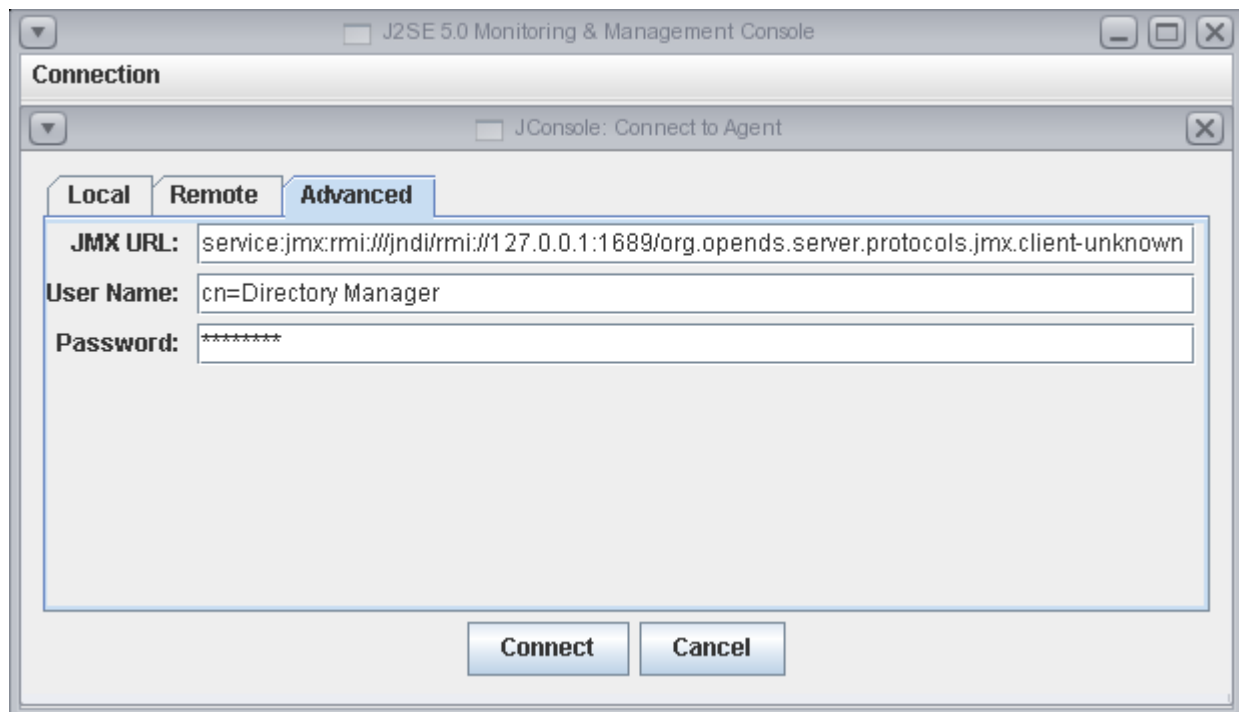 J2SE 5.0 Monitoring & Management Console
Connection
JConsole: Connect to Agent
Local Remote Advanced
JMX URL: service:jmx:rmi:///jndi/rmi://127.0.0.1:1689/org.opends.server.protocols.jmx.client-unknown
User Name: cn=Directory Manager
Password: ********
Connect Cancel